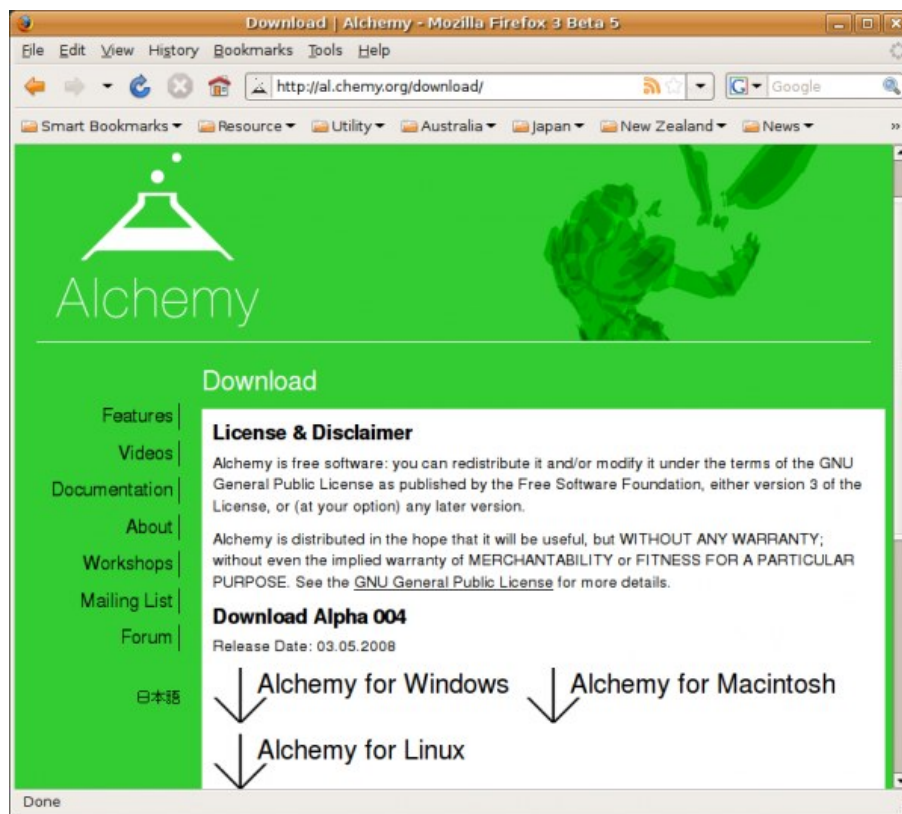 Download | Alchemy - Mozilla Firefox 3 Beta 5
File Edit View History Bookmarks Tools Help
http://al.chemy.org/download/
G Google
Smart Bookmarks Resource Utility Australia Japan New Zealand News »
Alchemy
Download
Features
Videos
Documentation
About
Workshops
Mailing List
Forum
日本語
License & Disclaimer
Alchemy is free software: you can redistribute it and/or modify it under the terms of the GNU
General Public License as published by the Free Software Foundation, either version 3 of the
License, or (at your option) any later version.
Alchemy is distributed in the hope that it will be useful, but WITHOUT ANY WARRANTY;
without even the implied warranty of MERCHANTABILITY or FITNESS FOR A PARTICULAR
PURPOSE. See the GNU General Public License for more details.
Download Alpha 004
Release Date: 03.05.2008
Alchemy for Windows Alchemy for Macintosh
Alchemy for Linux
Done